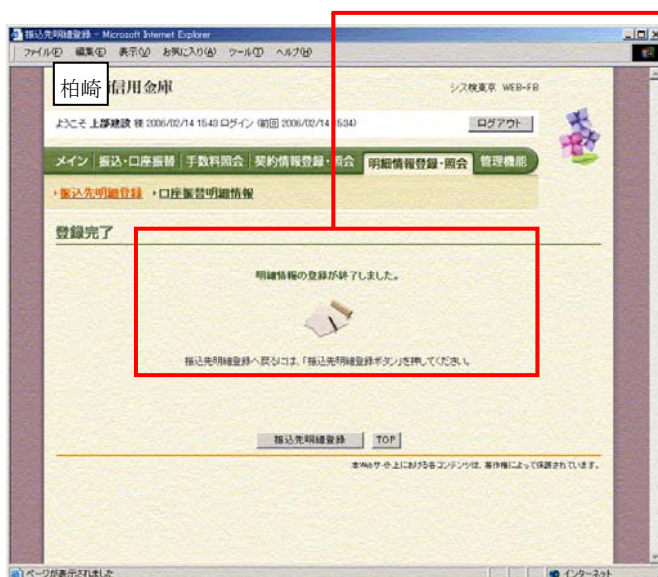 振込先明細登録 - Microsoft Internet Explorer
ファイル(F) 編集(E) 表示(V) お気に入り(A) ツール(T) ヘルプ(H)
柏崎信用金庫
シス検東京 WEB-FB
ようこそ 上部建設 様 2006/02/14 15:43 ログイン (前回 2006/02/14 15:34)
ログアウト
メイン 振込・口座振替 手数料照会 契約情報登録・照会 明細情報登録・照会 管理機能
振込先明細登録 口座振替明細情報
登録完了
明細情報の登録が終了しました。
振込先明細登録へ戻るには、「振込先明細登録ボタン」を押してください。
振込先明細登録 TOP
本Webサイト上における各コンテンツは、著作権によって保護されています。
ページが表示されました
インターネット